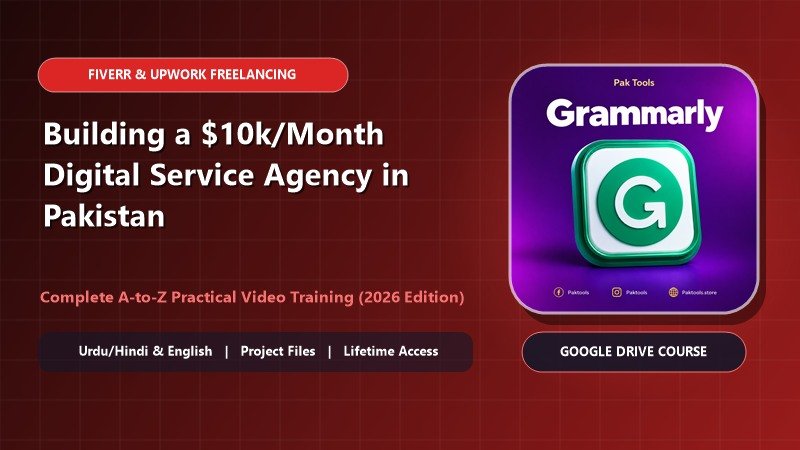 FIVERR & UPWORK FREELANCING
Building a $10k/Month
Digital Service Agency in
Pakistan
Complete A-to-Z Practical Video Training (2026 Edition)
Urdu/Hindi & English | Project Files | Lifetime Access
Pak Tools
Grammarly
G
Paktools Paktools Paktools.store
GOOGLE DRIVE COURSE